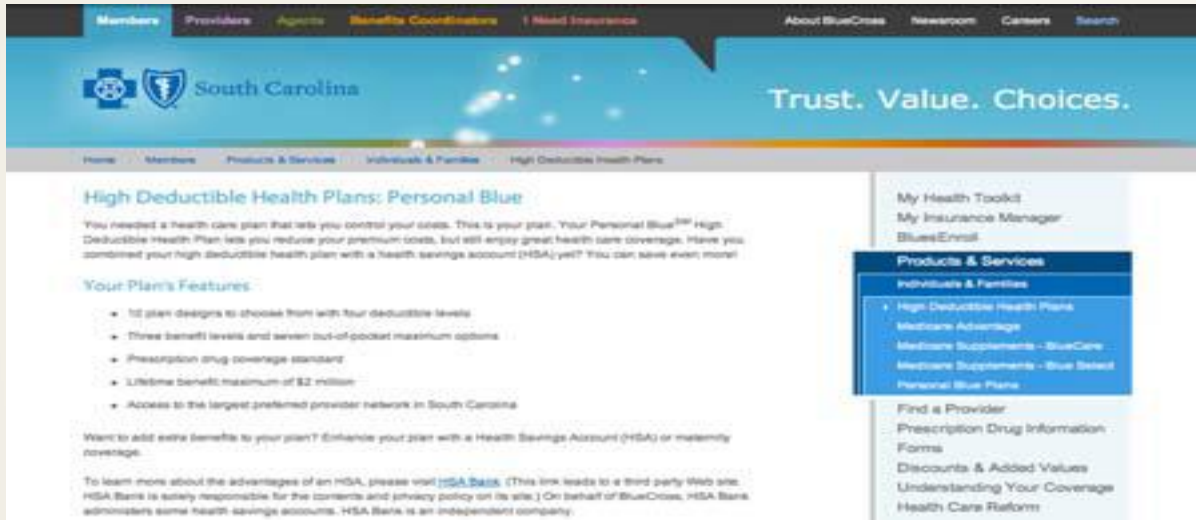 Members Providers Agents Benefits Coordinators I Need Insurance About BlueCross Newsroom Careers Search
South Carolina
Trust. Value. Choices.
Home Members Products & Services Individuals & Families High Deductible Health Plans
High Deductible Health Plans: Personal Blue
You needed a health care plan that lets you control your costs. This is your plan. Your Personal Blue℠ High
Deductible Health Plan lets you reduce your premium costs, but still enjoy great health care coverage. Have you
combined your high deductible health plan with a health savings account (HSA) yet? You can save even more!
Your Plan's Features
10 plan designs to choose from with four deductible levels
Three benefit levels and seven out-of-pocket maximum options
Prescription drug coverage standard
Lifetime benefit maximum of $2 million
Access to the largest preferred provider network in South Carolina
Want to add extra benefits to your plan? Enhance your plan with a Health Savings Account (HSA) or maternity
coverage.
To learn more about the advantages of an HSA, please visit HSA Bank. (This link leads to a third party Web site.
HSA Bank is solely responsible for the contents and privacy policy on its site.) On behalf of BlueCross, HSA Bank
administers some health savings accounts. HSA Bank is an independent company.
My Health Toolkit
My Insurance Manager
BluesEnroll
Products & Services
Individuals & Families
High Deductible Health Plans
Medicare Advantage
Medicare Supplements - BlueCare
Medicare Supplements - Blue Select
Personal Blue Plans
Find a Provider
Prescription Drug Information
Forms
Discounts & Added Values
Understanding Your Coverage
Health Care Reform